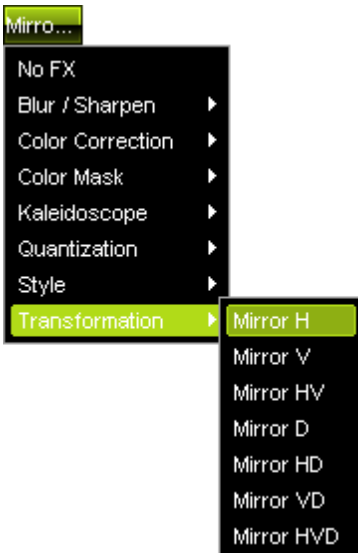 Mirro...
No FX
Blur / Sharpen
Color Correction
Color Mask
Kaleidoscope
Quantization
Style
Transformation
Mirror H
Mirror V
Mirror HV
Mirror D
Mirror HD
Mirror VD
Mirror HVD